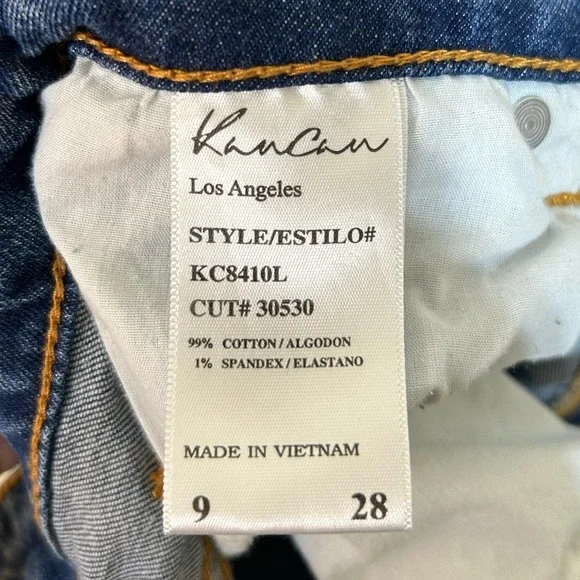 KanCan
Los Angeles
STYLE/ESTILO#
KC8410L
CUT# 30530
99% COTTON/ALGODON
1% SPANDEX/ELASTANO
MADE IN VIETNAM
9 28